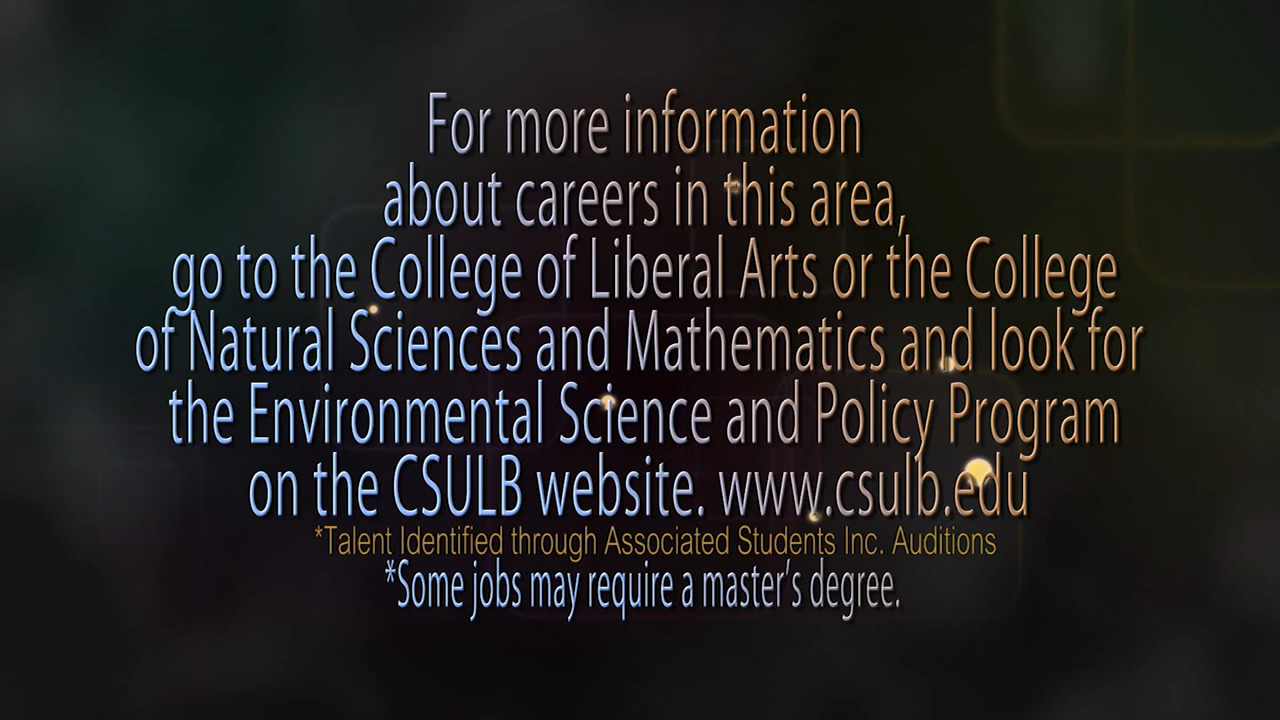 For more information
about careers in this area,
go to the College of Liberal Arts or the College
of Natural Sciences and Mathematics and look for
the Environmental Science and Policy Program
on the CSULB website. www.csulb.edu
*Talent Identified through Associated Students Inc. Auditions
*Some jobs may require a master's degree.